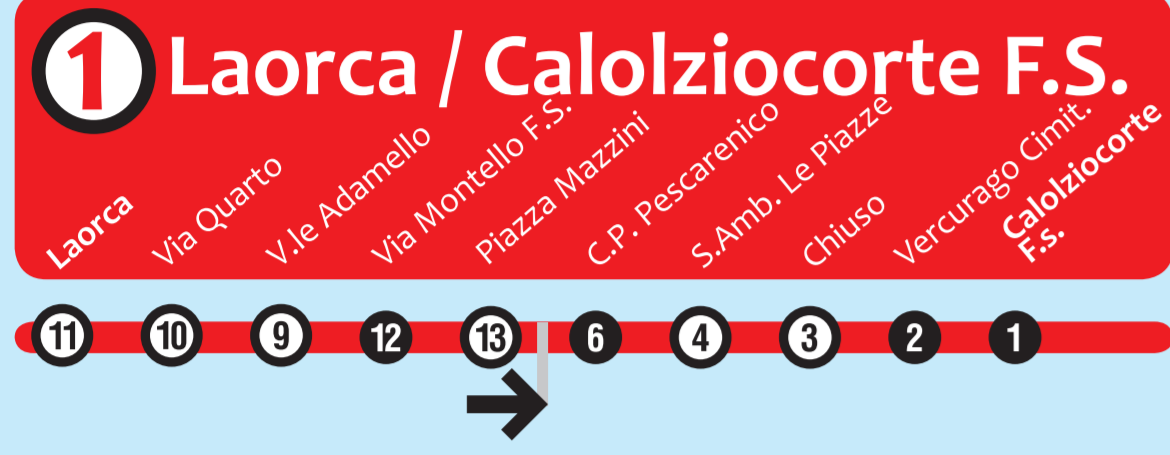 1 Laorca / Calolziocorte F.S.
Laorca
Via Quarto
V.le Adamello
Via Montello F.S.
Piazza Mazzini
C.P. Pescarenico
S.Amb. Le Piazze
Chiuso
Vercurago Cimit.
Calolziocorte
F.s.
11 10 9 12 13 6 4 3 2 1